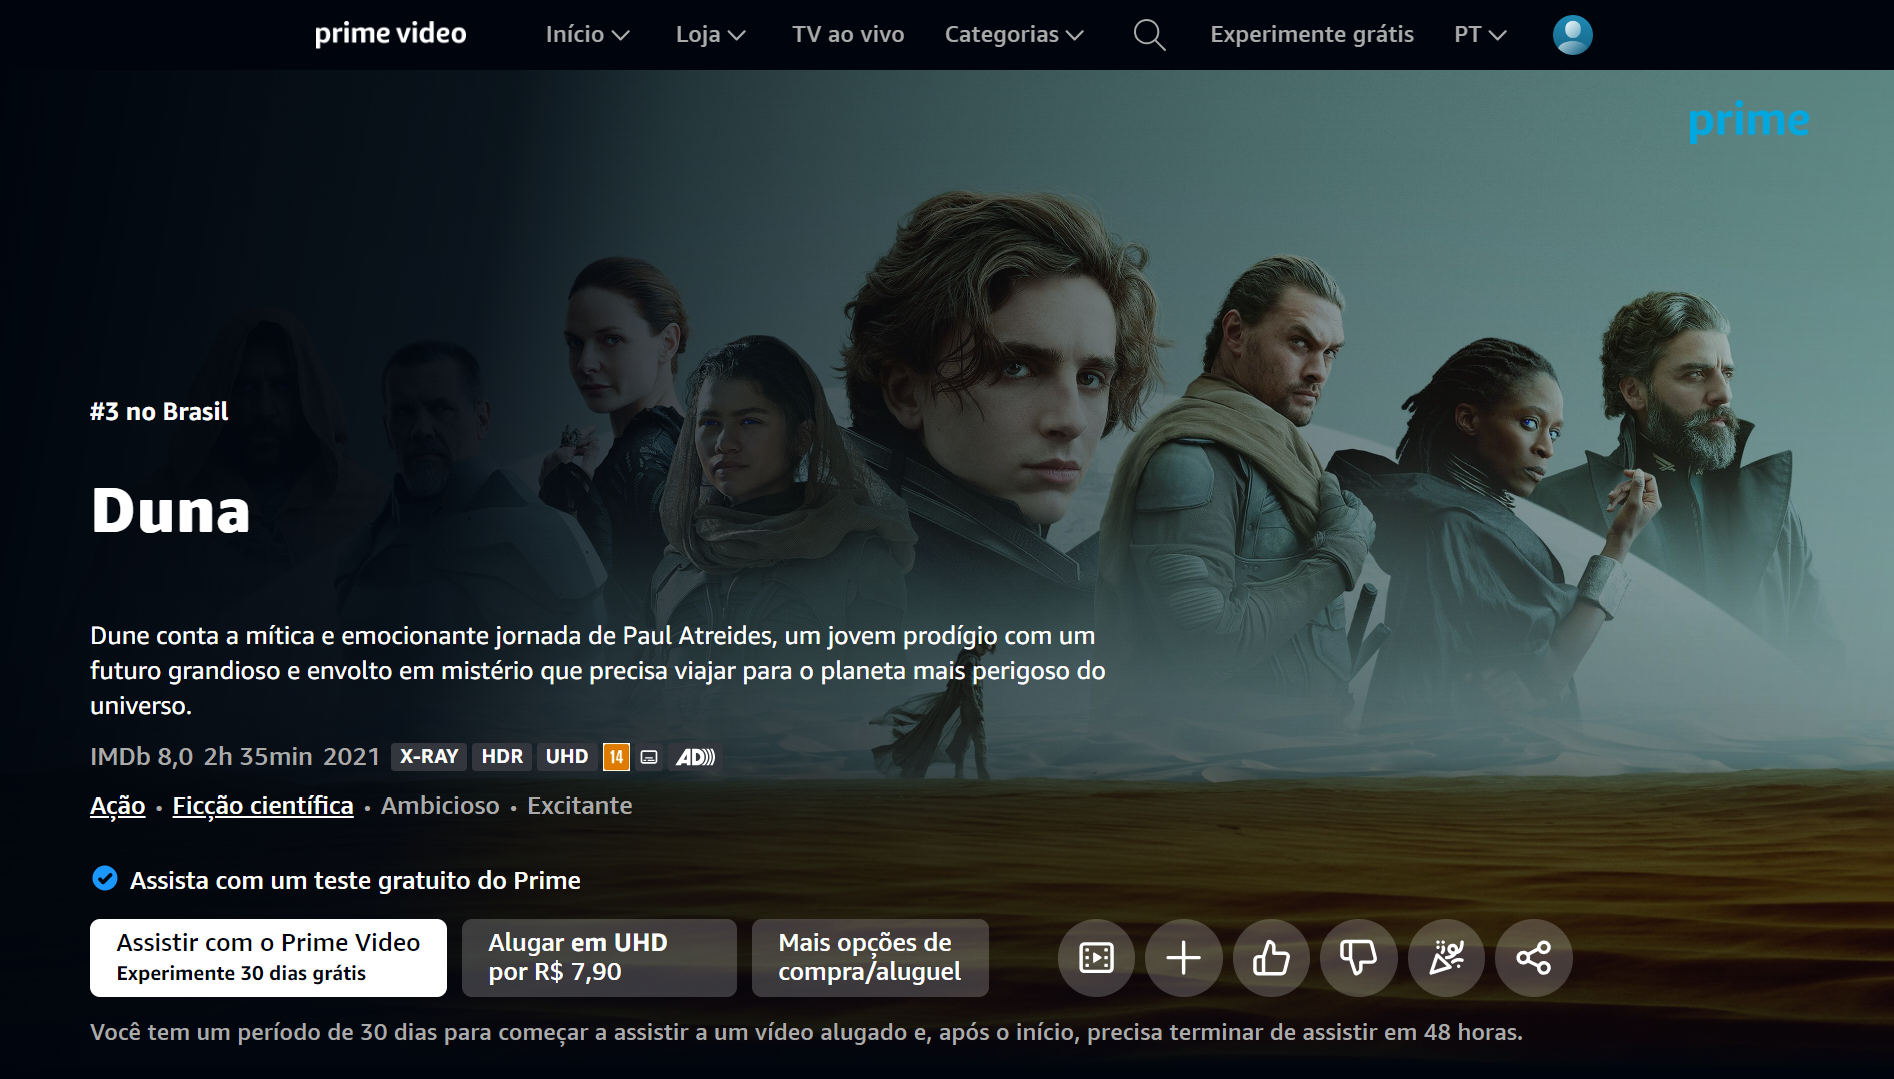 prime video
Início
Loja
TV ao vivo
Categorias
Experimente grátis
PT
prime
#3 no Brasil
Duna
Dune conta a mítica e emocionante jornada de Paul Atreides, um jovem prodígio com um
futuro grandioso e envolto em mistério que precisa viajar para o planeta mais perigoso do
universo.
IMDb 8,0 2h 35min 2021 X-RAY HDR UHD 14 AD)))
Ação • Ficção científica • Ambicioso • Excitante
Assista com um teste gratuito do Prime
Assistir com o Prime Video
Experimente 30 dias grátis
Alugar em UHD
por R$ 7,90
Mais opções de
compra/aluguel
Você tem um período de 30 dias para começar a assistir a um vídeo alugado e, após o início, precisa terminar de assistir em 48 horas.